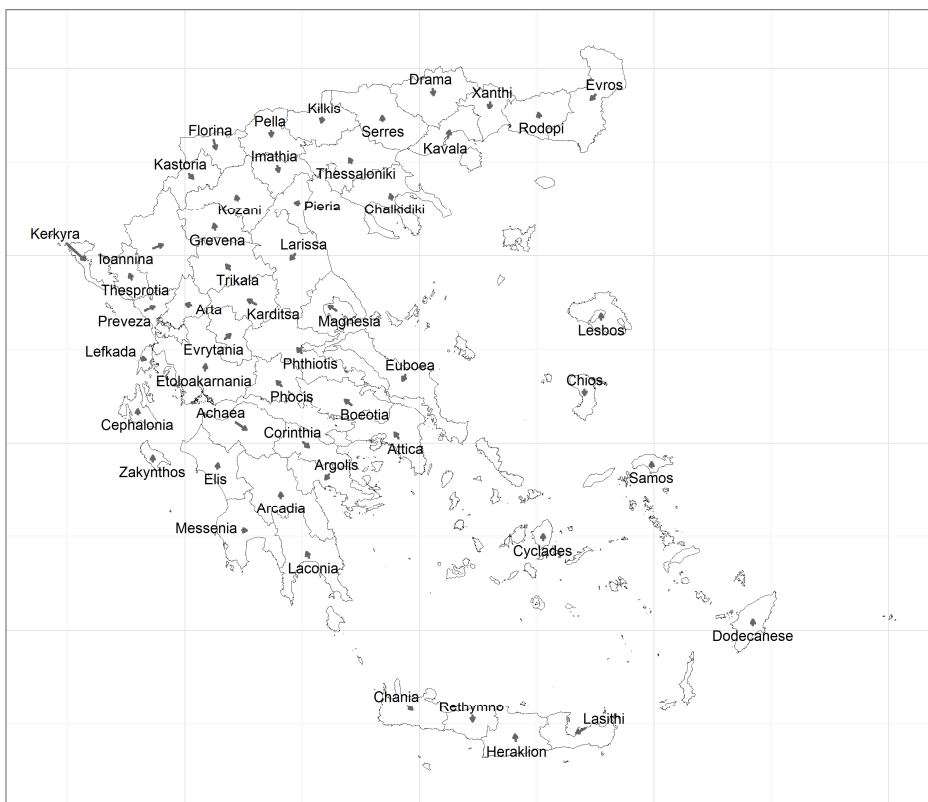 Drama
Evros
Xanthi
Kilkis
Pella
Florina
Serres
Rodopi
Kavala
Imathia
Kastoria
Thessaloniki
Kozani
Pieria
Chalkidiki
Kerkyra
Grevena
Larissa
Ioannina
Trikala
Thesprotia
Arta
Karditsa
Preveza
Magnesia
Lesbos
Lefkada
Evrytania
Phthiotis
Euboea
Etoloakarnania
Chios
Phocis
Achaea
Boeotia
Cephalonia
Corinthia
Attica
Argolis
Zakynthos
Elis
Samos
Arcadia
Messenia
Cyclades
Laconia
Dodecanese
Chania
Rethymno
Lasithi
Heraklion